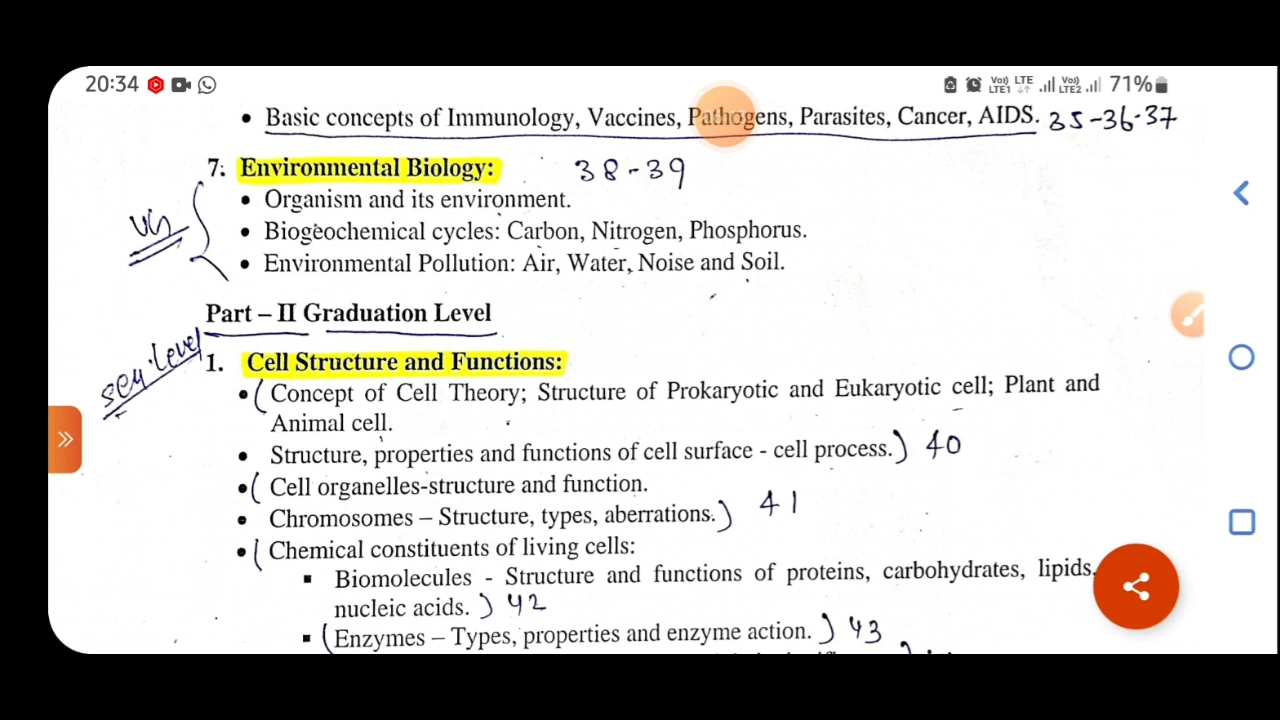 20:34 Vo)) LTE LTE1 Vo)) LTE2 71%
• Basic concepts of Immunology, Vaccines, Pathogens, Parasites, Cancer, AIDS. 35-36-37
7. Environmental Biology: 38-39
• Organism and its environment.
• Biogeochemical cycles: Carbon, Nitrogen, Phosphorus.
• Environmental Pollution: Air, Water, Noise and Soil.
Part – II Graduation Level
1. Cell Structure and Functions:
• (Concept of Cell Theory; Structure of Prokaryotic and Eukaryotic cell; Plant and
Animal cell.
• Structure, properties and functions of cell surface - cell process.) 40
• (Cell organelles-structure and function.
• Chromosomes – Structure, types, aberrations.) 41
• (Chemical constituents of living cells:
▪ Biomolecules - Structure and functions of proteins, carbohydrates, lipids,
nucleic acids.) 42
▪ (Enzymes – Types, properties and enzyme action.) 43